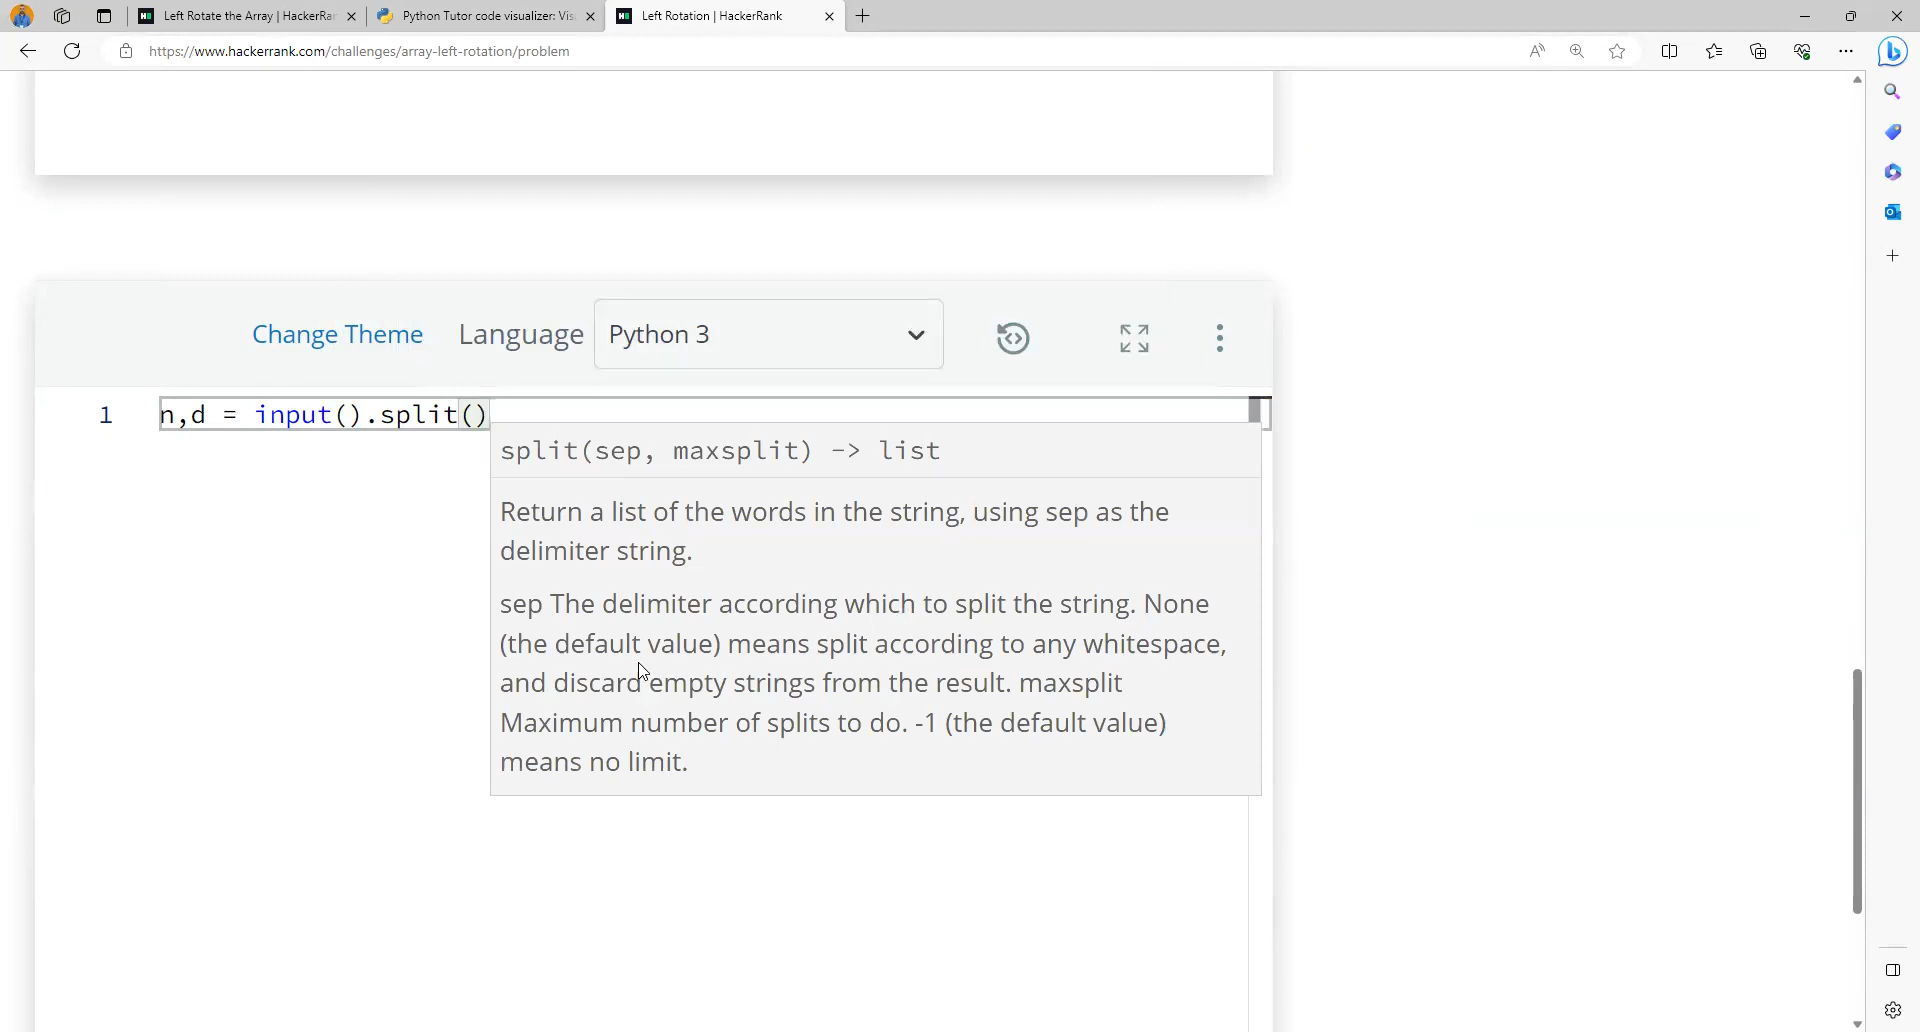 Left Rotate the Array | HackerRan
Python Tutor code visualizer: Vis
Left Rotation | HackerRank
https://www.hackerrank.com/challenges/array-left-rotation/problem
Change Theme
Language
Python 3
1
n,d = input().split()
split(sep, maxsplit) -> list
Return a list of the words in the string, using sep as the
delimiter string.
sep The delimiter according which to split the string. None
(the default value) means split according to any whitespace,
and discard empty strings from the result. maxsplit
Maximum number of splits to do. -1 (the default value)
means no limit.